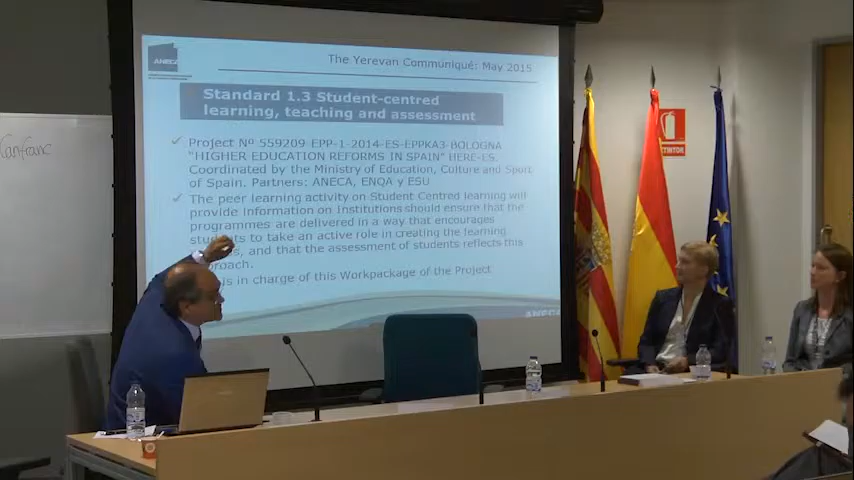 The Yerevan Communiqué: May 2015
ANECA
Standard 1.3 Student-centred
learning, teaching and assessment
Project Nº 559209-EPP-1-2014-ES-EPPKA3-BOLOGNA
"HIGHER EDUCATION REFORMS IN SPAIN" HERE-ES.
Coordinated by the Ministry of Education, Culture and Sport
of Spain. Partners: ANECA, ENQA y ESU
The peer learning activity on Student Centred learning will
provide information on Institutions should ensure that the
programmes are delivered in a way that encourages
students to take an active role in creating the learning
and that the assessment of students reflects this
is in charge of this Workpackage of the Project
ANECA
Canfranc